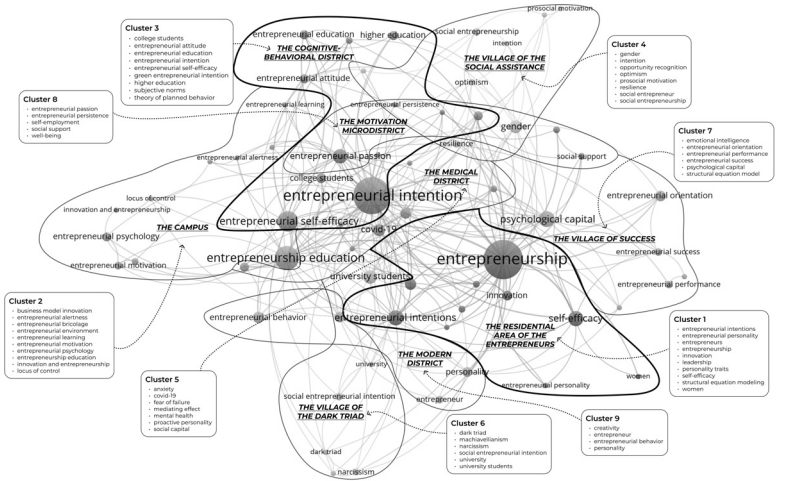 Cluster 3
college students
entrepreneurial attitude
entrepreneurial education
entrepreneurial intention
entrepreneurial self-efficacy
green entrepreneurial intention
higher education
subjective norms
theory of planned behavior
Cluster 8
entrepreneurial passion
entrepreneurial persistence
self-employment
social support
well-being
Cluster 4
gender
intention
opportunity recognition
optimism
prosocial motivation
resilience
social entrepreneur
social entrepreneurship
Cluster 7
emotional intelligence
entrepreneurial orientation
entrepreneurial performance
entrepreneurial success
psychological capital
structural equation model
Cluster 2
business model innovation
entrepreneurial alertness
entrepreneurial bricolage
entrepreneurial environment
entrepreneurial learning
entrepreneurial motivation
entrepreneurial psychology
entrepreneurship education
innovation and entrepreneurship
locus of control
Cluster 5
anxiety
covid-19
fear of failure
mediating effect
mental health
proactive personality
social capital
Cluster 6
dark triad
machiavellianism
narcissism
social entrepreneurial intention
university
university students
Cluster 9
creativity
entrepreneur
entrepreneurial behavior
personality
Cluster 1
entrepreneurial intentions
entrepreneurial personality
entrepreneurs
entrepreneurship
innovation
leadership
personality traits
self-efficacy
structural equation modeling
women
prosocial motivation
entrepreneurial education
higher education
social entrepreneurship
intention
THE COGNITIVE-
BEHAVIORAL DISTRICT
THE VILLAGE OF THE
SOCIAL ASSISTANCE
entrepreneurial attitude
optimism
entrepreneurial learning
entrepreneurial persistence
THE MOTIVATION
MICRODISTRICT
gender
resilience
entrepreneurial alertness
entrepreneurial passion
social support
THE MEDICAL
DISTRICT
college students
locus of control
entrepreneurial intention
entrepreneurial orientation
innovation and entrepreneurship
THE CAMPUS
entrepreneurial self-efficacy
psychological capital
covid-19
entrepreneurial psychology
THE VILLAGE OF SUCCESS
entrepreneurship education
entrepreneurship
entrepreneurial success
entrepreneurial motivation
university students
entrepreneurial performance
innovation
entrepreneurial behavior
entrepreneurial intentions
self-efficacy
THE RESIDENTIAL
AREA OF THE
ENTREPRENEURS
THE MODERN
DISTRICT
university
personality
women
entrepreneurial personality
social entrepreneurial intention
entrepreneur
THE VILLAGE OF
THE DARK TRIAD
dark triad
narcissism